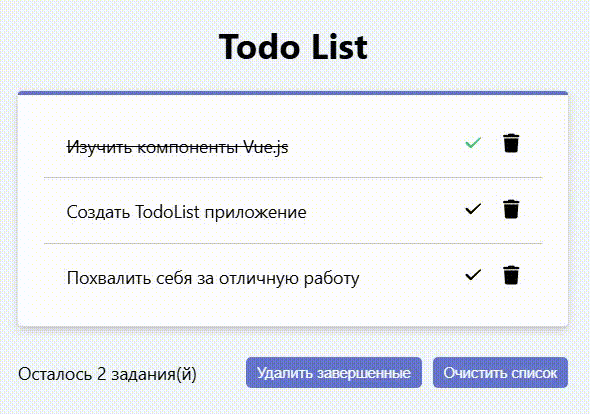 Todo List
Изучить компоненты Vue.js
Создать TodoList приложение
Похвалить себя за отличную работу
Осталось 2 задания(й) Удалить завершенные Очистить список